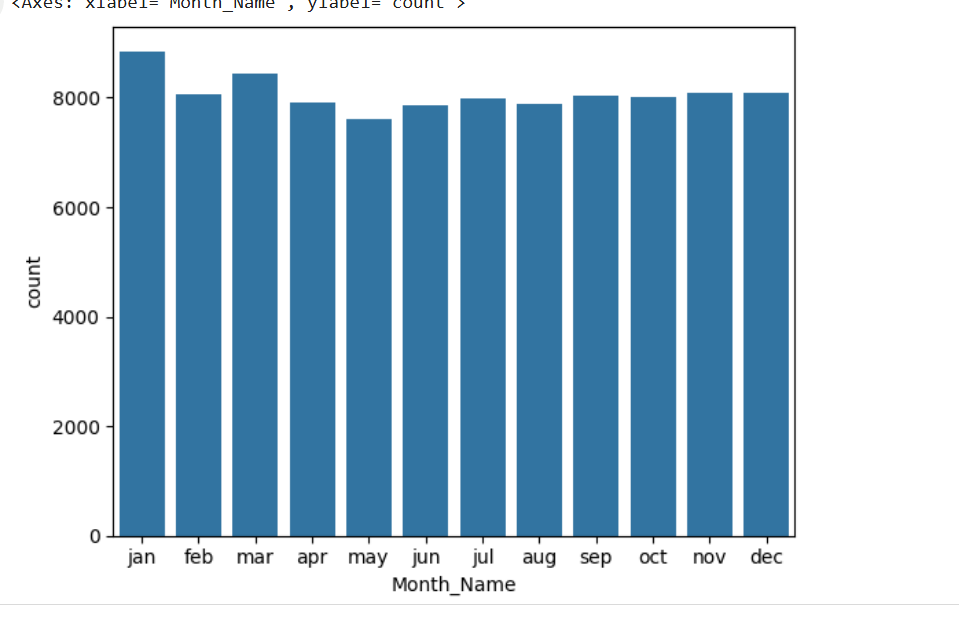 <Axes: xlabel='Month_Name', ylabel='count'>
8000
6000
4000
2000
0
count
jan feb mar apr may jun jul aug sep oct nov dec
Month_Name